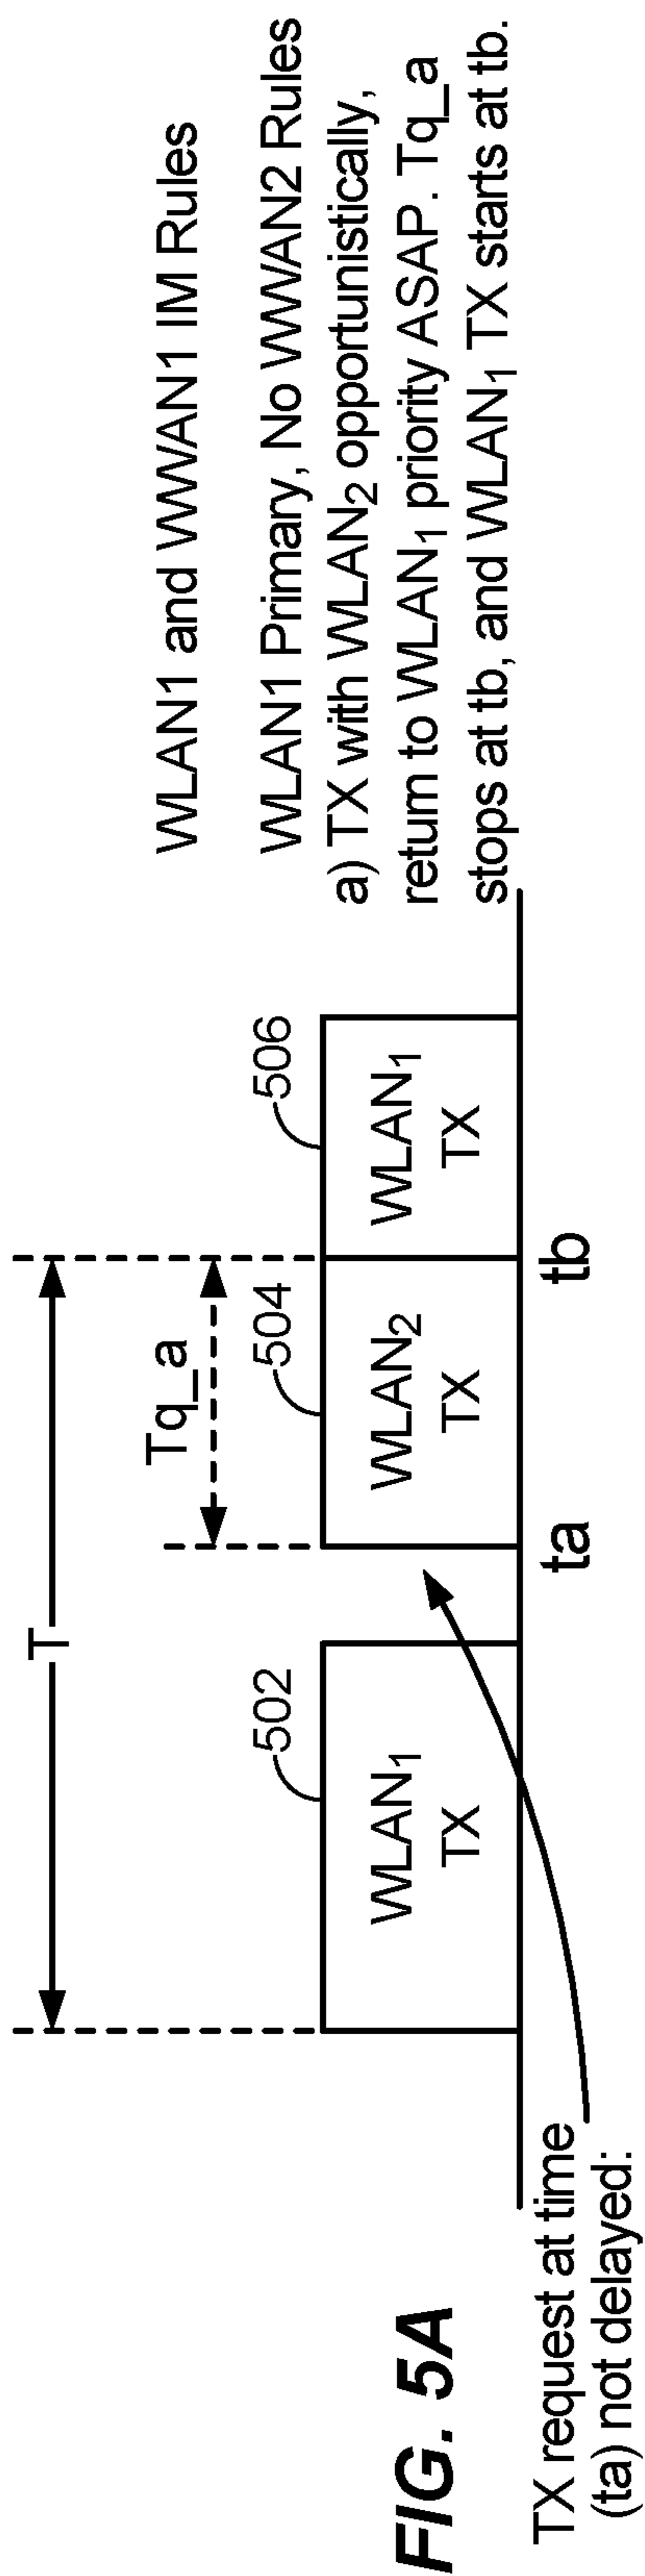 T
WLAN1 and WWAN1 IM Rules
Tq_a
502
504
506
WLAN1 Primary, No WWAN2 Rules
a) TX with WLAN2 opportunistically,
return to WLAN1 priority ASAP. Tq_a
stops at tb, and WLAN1 TX starts at tb.
WLAN1
TX
WLAN2
TX
WLAN1
TX
FIG. 5A
ta
tb
TX request at time
(ta) not delayed: